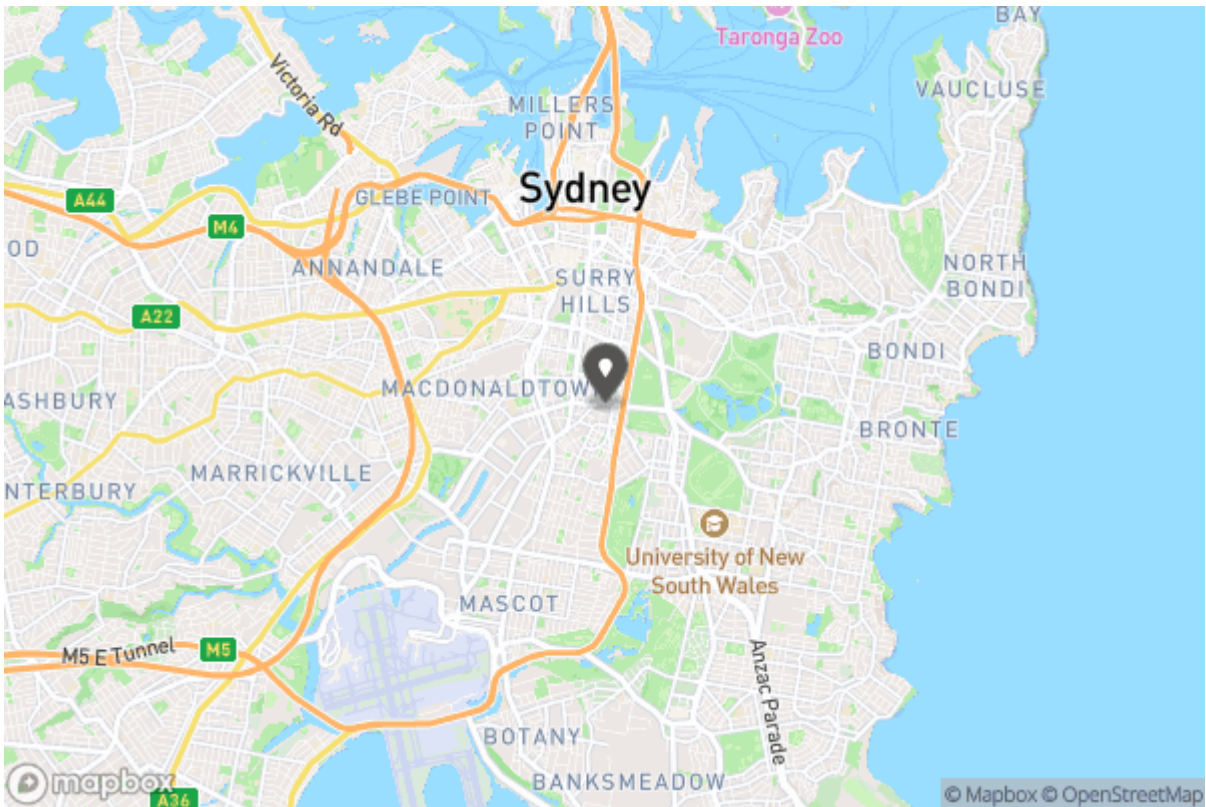 BAY
Taronga Zoo
VAUCLUSE
Victoria Rd
MILLERS
POINT
Sydney
A44
GLEBE POINT
M4
OD
ANNANDALE
SURRY
HILLS
NORTH
BONDI
A22
BONDI
MACDONALDTOW
ASHBURY
BRONTE
MARRICKVILLE
NTERBURY
University of New
South Wales
MASCOT
M5 E Tunnel
M5
Anzac Parade
BOTANY
BANKSMEADOW
mapbox
A36
© Mapbox © OpenStreetMap